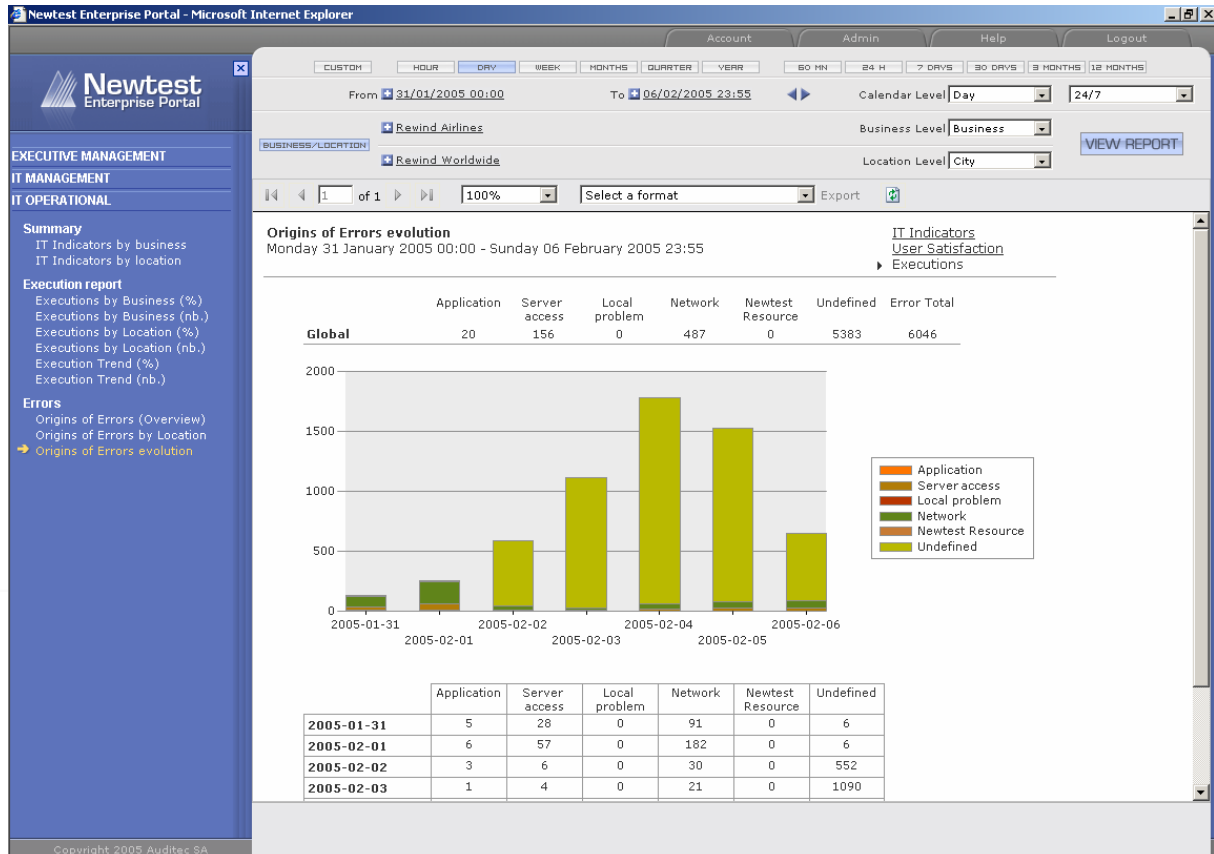 Newtest Enterprise Portal - Microsoft Internet Explorer
Account Admin Help Logout
Newtest
Enterprise Portal
EXECUTIVE MANAGEMENT
IT MANAGEMENT
IT OPERATIONAL
Summary
IT Indicators by business
IT Indicators by location
Execution report
Executions by Business (%)
Executions by Business (nb.)
Executions by Location (%)
Executions by Location (nb.)
Execution Trend (%)
Execution Trend (nb.)
Errors
Origins of Errors (Overview)
Origins of Errors by Location
Origins of Errors evolution
Copyright 2005 Auditec SA
CUSTOM HOUR DAY WEEK MONTHS QUARTER YEAR 60 MN 24 H 7 DAYS 30 DAYS 3 MONTHS 12 MONTHS
From 31/01/2005 00:00 To 06/02/2005 23:55 Calendar Level Day 24/7
Rewind Airlines Business Level Business
BUSINESS/LOCATION VIEW REPORT
Rewind Worldwide Location Level City
1 of 1 100% Select a format Export
Origins of Errors evolution
Monday 31 January 2005 00:00 - Sunday 06 February 2005 23:55
IT Indicators
User Satisfaction
Executions
Application Server access Local problem Network Newtest Resource Undefined Error Total
Global 20 156 0 487 0 5383 6046
2000
1500
1000
500
0
2005-01-31 2005-02-02 2005-02-04 2005-02-06
2005-02-01 2005-02-03 2005-02-05
Application
Server access
Local problem
Network
Newtest Resource
Undefined
Application Server access Local problem Network Newtest Resource Undefined
2005-01-31 5 28 0 91 0 6
2005-02-01 6 57 0 182 0 6
2005-02-02 3 6 0 30 0 552
2005-02-03 1 4 0 21 0 1090